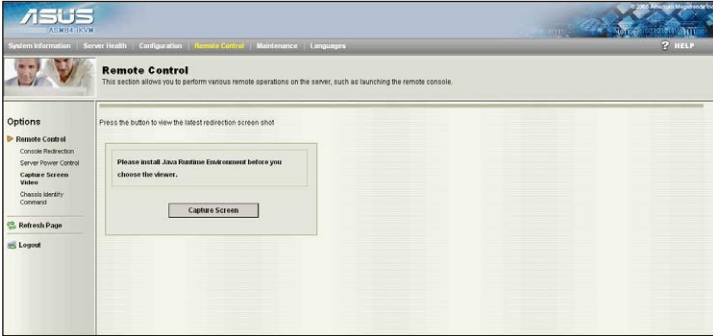 ASUS
ASMB4-iKVM
System Information Server Health Configuration Remote Control Maintenance Languages
? HELP
Remote Control
This section allows you to perform various remote operations on the server, such as launching the remote console.
Options
Remote Control
Console Redirection
Server Power Control
Capture Screen
Video
Chassis Identify
Command
Refresh Page
Logout
Press the button to view the latest redirection screen shot
Please install Java Runtime Environment before you
choose the viewer.
Capture Screen